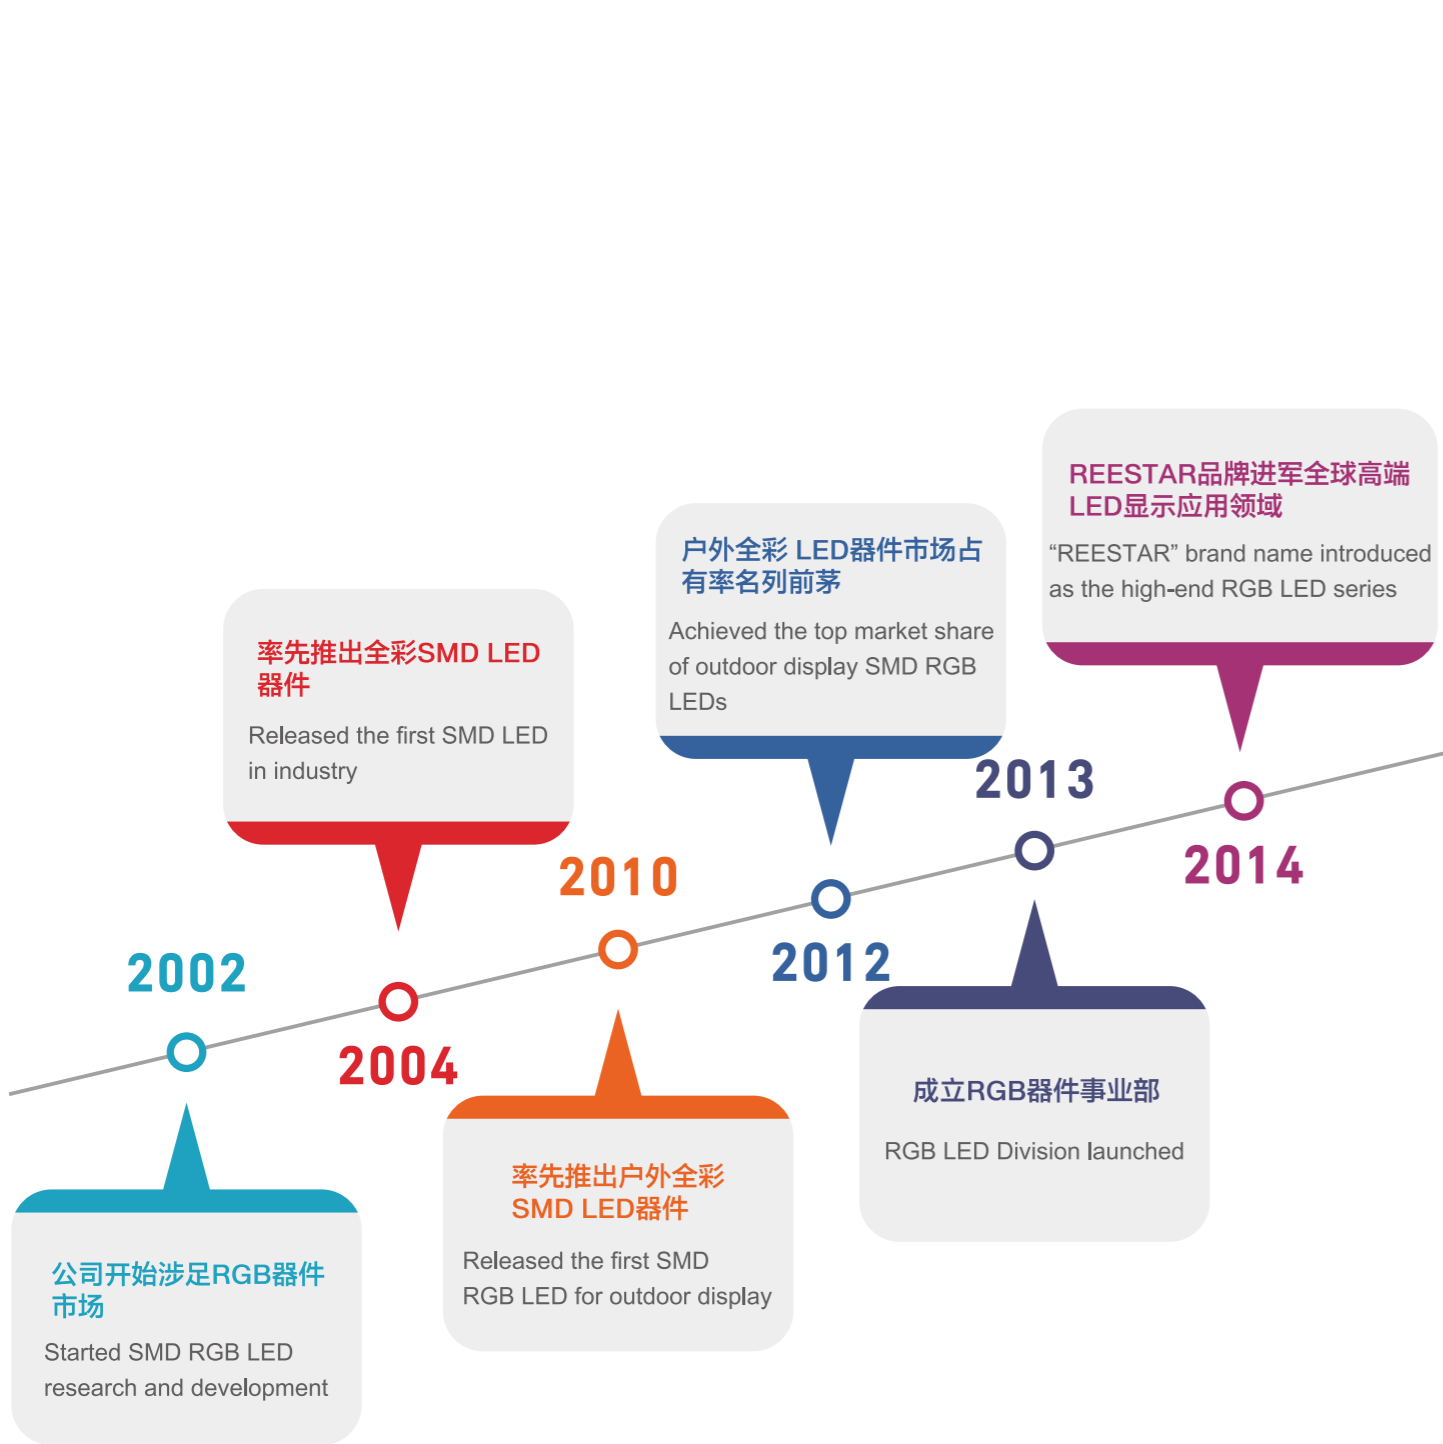 2002
公司开始涉足RGB器件
市场
Started SMD RGB LED
research and development
率先推出全彩SMD LED
器件
Released the first SMD LED
in industry
2004
2010
率先推出户外全彩
SMD LED器件
Released the first SMD
RGB LED for outdoor display
户外全彩 LED器件市场占
有率名列前茅
Achieved the top market share
of outdoor display SMD RGB
LEDs
2012
2013
成立RGB器件事业部
RGB LED Division launched
REESTAR品牌进军全球高端
LED显示应用领域
“REESTAR” brand name introduced
as the high-end RGB LED series
2014